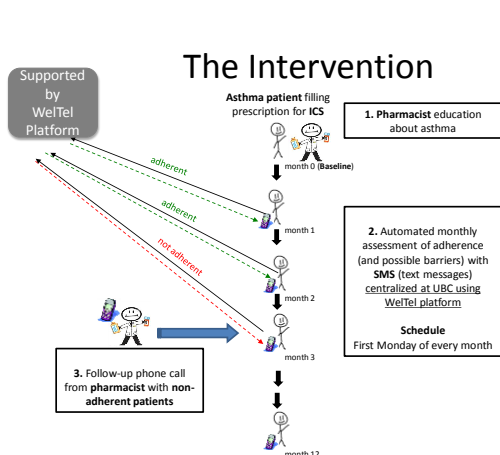 The Intervention
Supported
by
WelTel
Platform
Asthma patient filling
prescription for ICS
1. Pharmacist education
about asthma
month 0 (Baseline)
adherent
month 1
adherent
2. Automated monthly
assessment of adherence
(and possible barriers) with
SMS (text messages)
centralized at UBC using
WelTel platform
Schedule
First Monday of every month
not adherent
month 2
month 3
3. Follow-up phone call
from pharmacist with non-
adherent patients
month 12